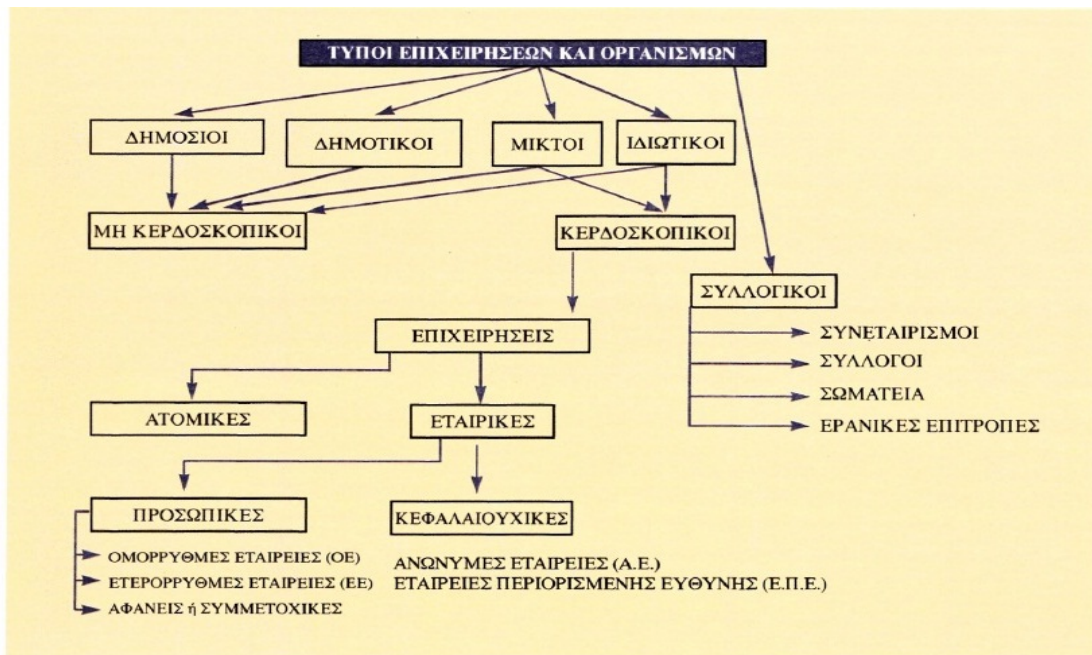 ΤΥΠΟΙ ΕΠΙΧΕΙΡΗΣΕΩΝ ΚΑΙ ΟΡΓΑΝΙΣΜΩΝ
ΔΗΜΟΣΙΟΙ
ΔΗΜΟΤΙΚΟΙ
ΜΙΚΤΟΙ
ΙΔΙΩΤΙΚΟΙ
ΜΗ ΚΕΡΔΟΣΚΟΠΙΚΟΙ
ΚΕΡΔΟΣΚΟΠΙΚΟΙ
ΣΥΛΛΟΓΙΚΟΙ
ΣΥΝΕΤΑΙΡΙΣΜΟΙ
ΣΥΛΛΟΓΟΙ
ΣΩΜΑΤΕΙΑ
ΕΡΑΝΙΚΕΣ ΕΠΙΤΡΟΠΕΣ
ΕΠΙΧΕΙΡΗΣΕΙΣ
ΑΤΟΜΙΚΕΣ
ΕΤΑΙΡΙΚΕΣ
ΠΡΟΣΩΠΙΚΕΣ
ΚΕΦΑΛΑΙΟΥΧΙΚΕΣ
ΟΜΟΡΡΥΘΜΕΣ ΕΤΑΙΡΕΙΕΣ (ΟΕ)
ΕΤΕΡΟΡΡΥΘΜΕΣ ΕΤΑΙΡΕΙΕΣ (ΕΕ)
ΑΦΑΝΕΙΣ ή ΣΥΜΜΕΤΟΧΙΚΕΣ
ΑΝΩΝΥΜΕΣ ΕΤΑΙΡΕΙΕΣ (Α.Ε.)
ΕΤΑΙΡΕΙΕΣ ΠΕΡΙΟΡΙΣΜΕΝΗΣ ΕΥΘΥΝΗΣ (Ε.Π.Ε.)